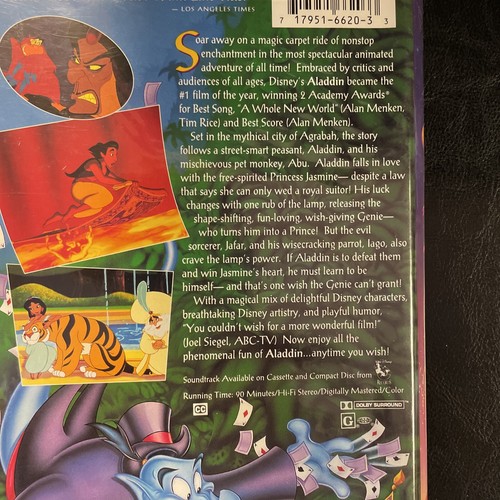 — LOS ANGELES TIMES
7 17951-6620-3 3
Soar away on a magic carpet ride of nonstop
enchantment in the most spectacular animated
adventure of all time! Embraced by critics and
audiences of all ages, Disney's Aladdin became the
#1 film of the year, winning 2 Academy Awards®
for Best Song, "A Whole New World" (Alan Menken,
Tim Rice) and Best Score (Alan Menken).
Set in the mythical city of Agrabah, the story
follows a street-smart peasant, Aladdin, and his
mischievous pet monkey, Abu. Aladdin falls in love
with the free-spirited Princess Jasmine— despite a law
that says she can only wed a royal suitor! His luck
changes with one rub of the lamp, releasing the
shape-shifting, fun-loving, wish-giving Genie—
who turns him into a Prince! But the evil
sorcerer, Jafar, and his wisecracking parrot, Iago, also
crave the lamp's power. If Aladdin is to defeat them
and win Jasmine's heart, he must learn to be
himself— and that's one wish the Genie can't grant!
With a magical mix of delightful Disney characters,
breathtaking Disney artistry, and playful humor,
"You couldn't wish for a more wonderful film!"
(Joel Siegel, ABC-TV) Now enjoy all the
phenomenal fun of Aladdin...anytime you wish!
Soundtrack Available on Cassette and Compact Disc from
Running Time: 90 Minutes/Hi-Fi Stereo/Digitally Mastered/Color
CC
DOLBY SURROUND
G